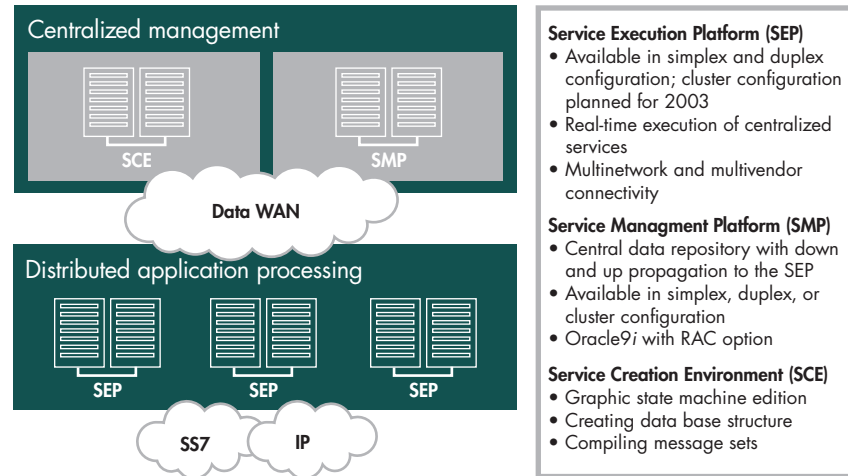 Centralized management
SCE
SMP
Data WAN
Distributed application processing
SEP
SEP
SEP
SS7
IP
Service Execution Platform (SEP)
• Available in simplex and duplex
configuration; cluster configuration
planned for 2003
• Real-time execution of centralized
services
• Multinetwork and multivendor
connectivity
Service Managment Platform (SMP)
• Central data repository with down
and up propagation to the SEP
• Available in simplex, duplex, or
cluster configuration
• Oracle9i with RAC option
Service Creation Environment (SCE)
• Graphic state machine edition
• Creating data base structure
• Compiling message sets